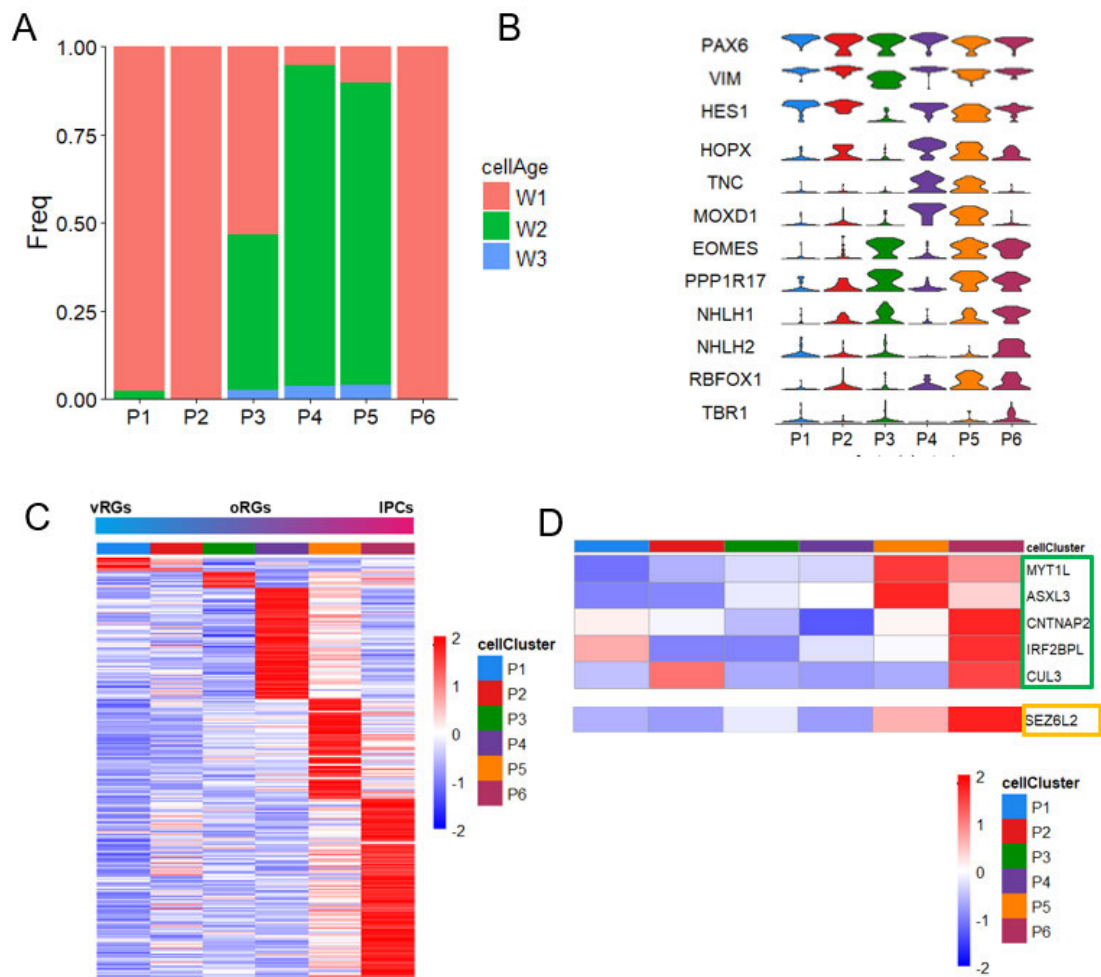 A
1.00
0.75
0.50
0.25
0.00
Freq
P1 P2 P3 P4 P5 P6
cellAge
W1
W2
W3
B
PAX6
VIM
HES1
HOPX
TNC
MOXD1
EOMES
PPP1R17
NHLH1
NHLH2
RBFOX1
TBR1
P1 P2 P3 P4 P5 P6
C
vRGs oRGs IPCs
2
1
0
-1
-2
cellCluster
P1
P2
P3
P4
P5
P6
D
cellCluster
MYT1L
ASXL3
CNTNAP2
IRF2BPL
CUL3
SEZ6L2
2
1
0
-1
-2
cellCluster
P1
P2
P3
P4
P5
P6